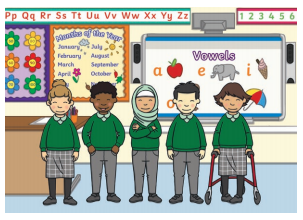 Pp Qq Rr Ss Tt Uu Vv Ww Xx Yy Zz
1 2 3 4 5 6
Months of the Year
January July
February August
March September
April October
Vowels
a e i
o